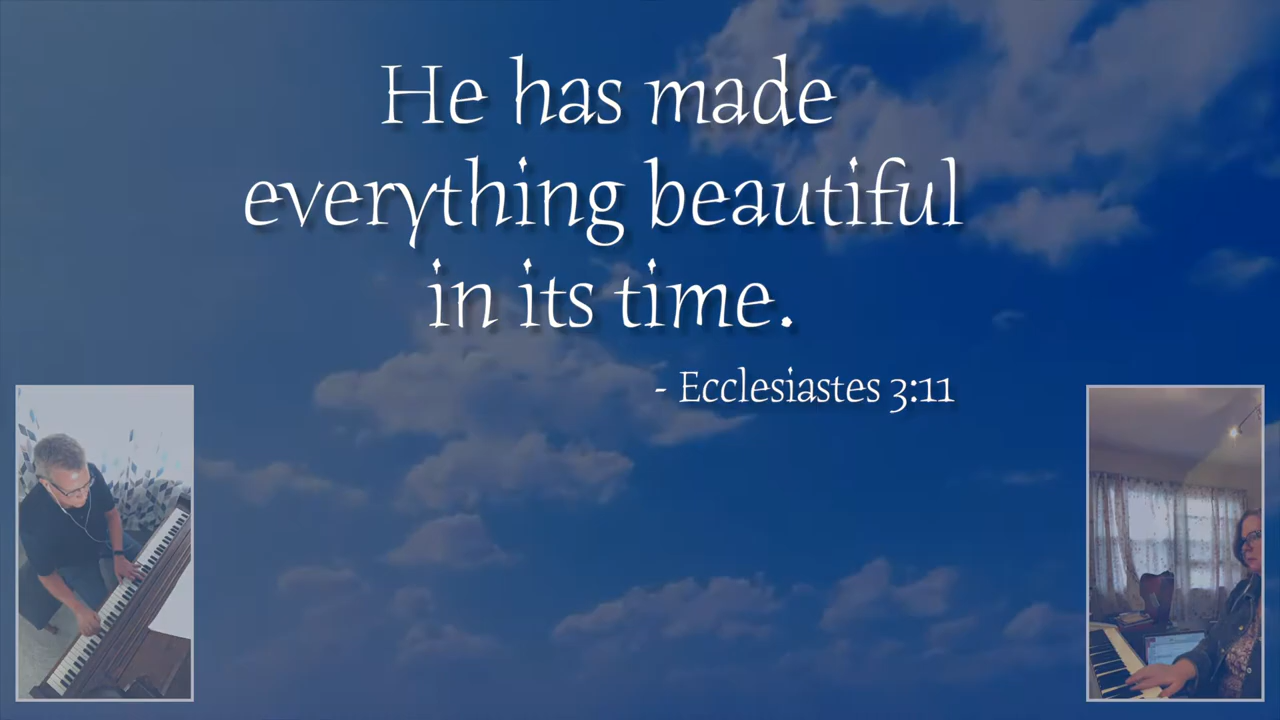 He has made
everything beautiful
in its time.
- Ecclesiastes 3:11